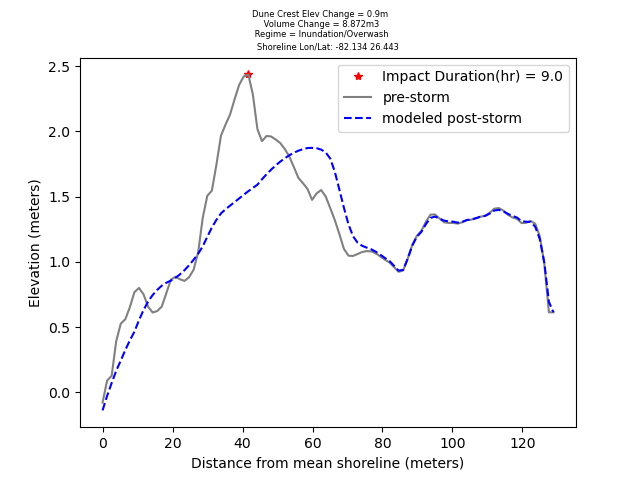 Dune Crest Elev Change = 0.9m
Volume Change = 8.872m3
Regime = Inundation/Overwash
Shoreline Lon/Lat: -82.134 26.443
Impact Duration(hr) = 9.0
pre-storm
modeled post-storm
Elevation (meters)
2.5
2.0
1.5
1.0
0.5
0.0
0 20 40 60 80 100 120
Distance from mean shoreline (meters)